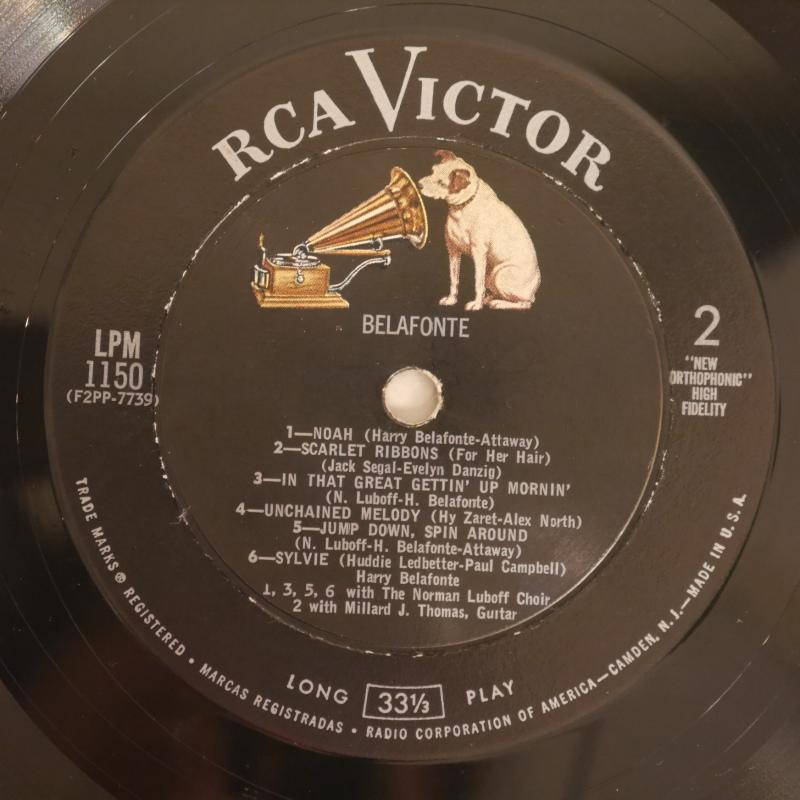 RCA VICTOR
BELAFONTE
LPM
1150
(F2PP-7739)
2
"NEW
ORTHOPHONIC"
HIGH
FIDELITY
1—NOAH (Harry Belafonte-Attaway)
2—SCARLET RIBBONS (For Her Hair)
(Jack Segal-Evelyn Danzig)
3—IN THAT GREAT GETTIN' UP MORNIN'
(N. Luboff-H. Belafonte)
4—UNCHAINED MELODY (Hy Zaret-Alex North)
5—JUMP DOWN, SPIN AROUND
(N. Luboff-H. Belafonte-Attaway)
6—SYLVIE (Huddie Ledbetter-Paul Campbell)
Harry Belafonte
1, 3, 5, 6 with The Norman Luboff Choir
2 with Millard J. Thomas, Guitar
LONG 33⅓ PLAY
TRADE MARKS ® REGISTERED • MARCAS REGISTRADAS • RADIO CORPORATION OF AMERICA—CAMDEN, N.J.—MADE IN U.S.A.